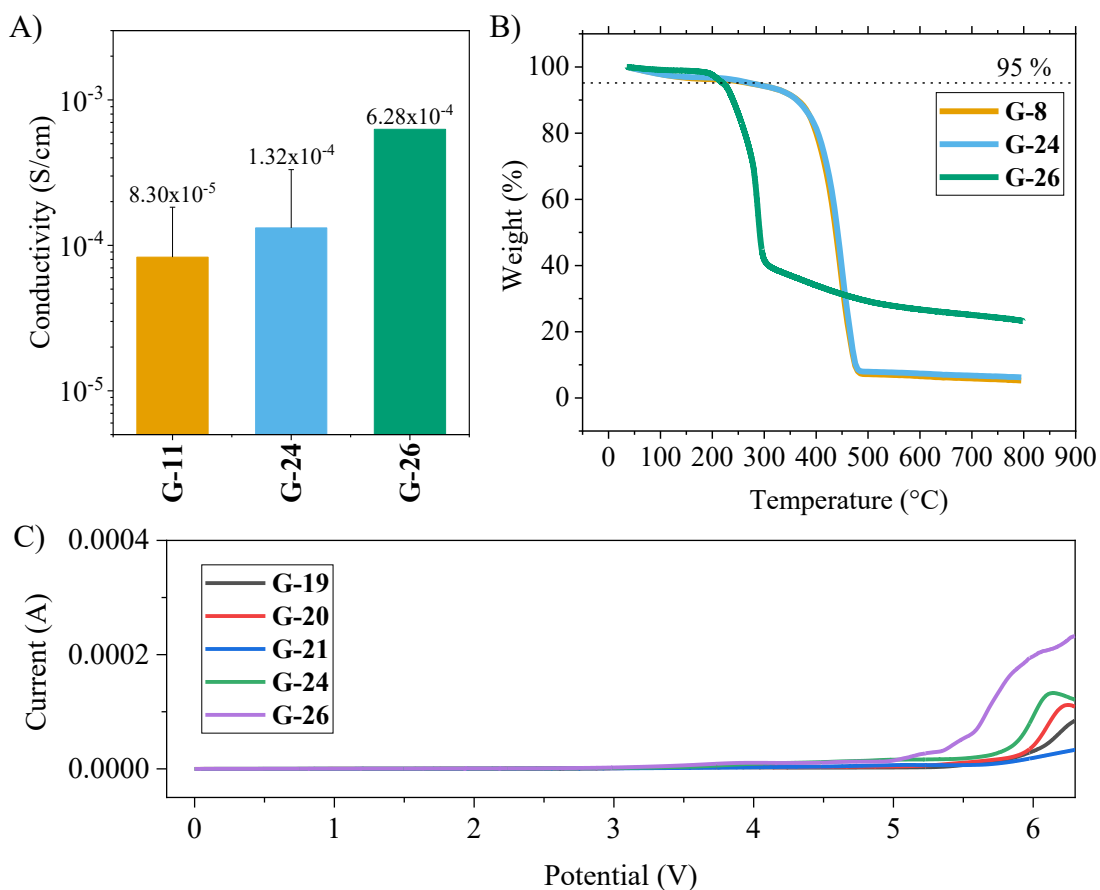 A)
Conductivity (S/cm)
10⁻³
10⁻⁴
10⁻⁵
8.30x10⁻⁵
1.32x10⁻⁴
6.28x10⁻⁴
G-11
G-24
G-26
B)
Weight (%)
100
80
60
40
20
0
95 %
G-8
G-24
G-26
0 100 200 300 400 500 600 700 800 900
Temperature (°C)
C)
Current (A)
0.0004
0.0002
0.0000
G-19
G-20
G-21
G-24
G-26
0 1 2 3 4 5 6
Potential (V)